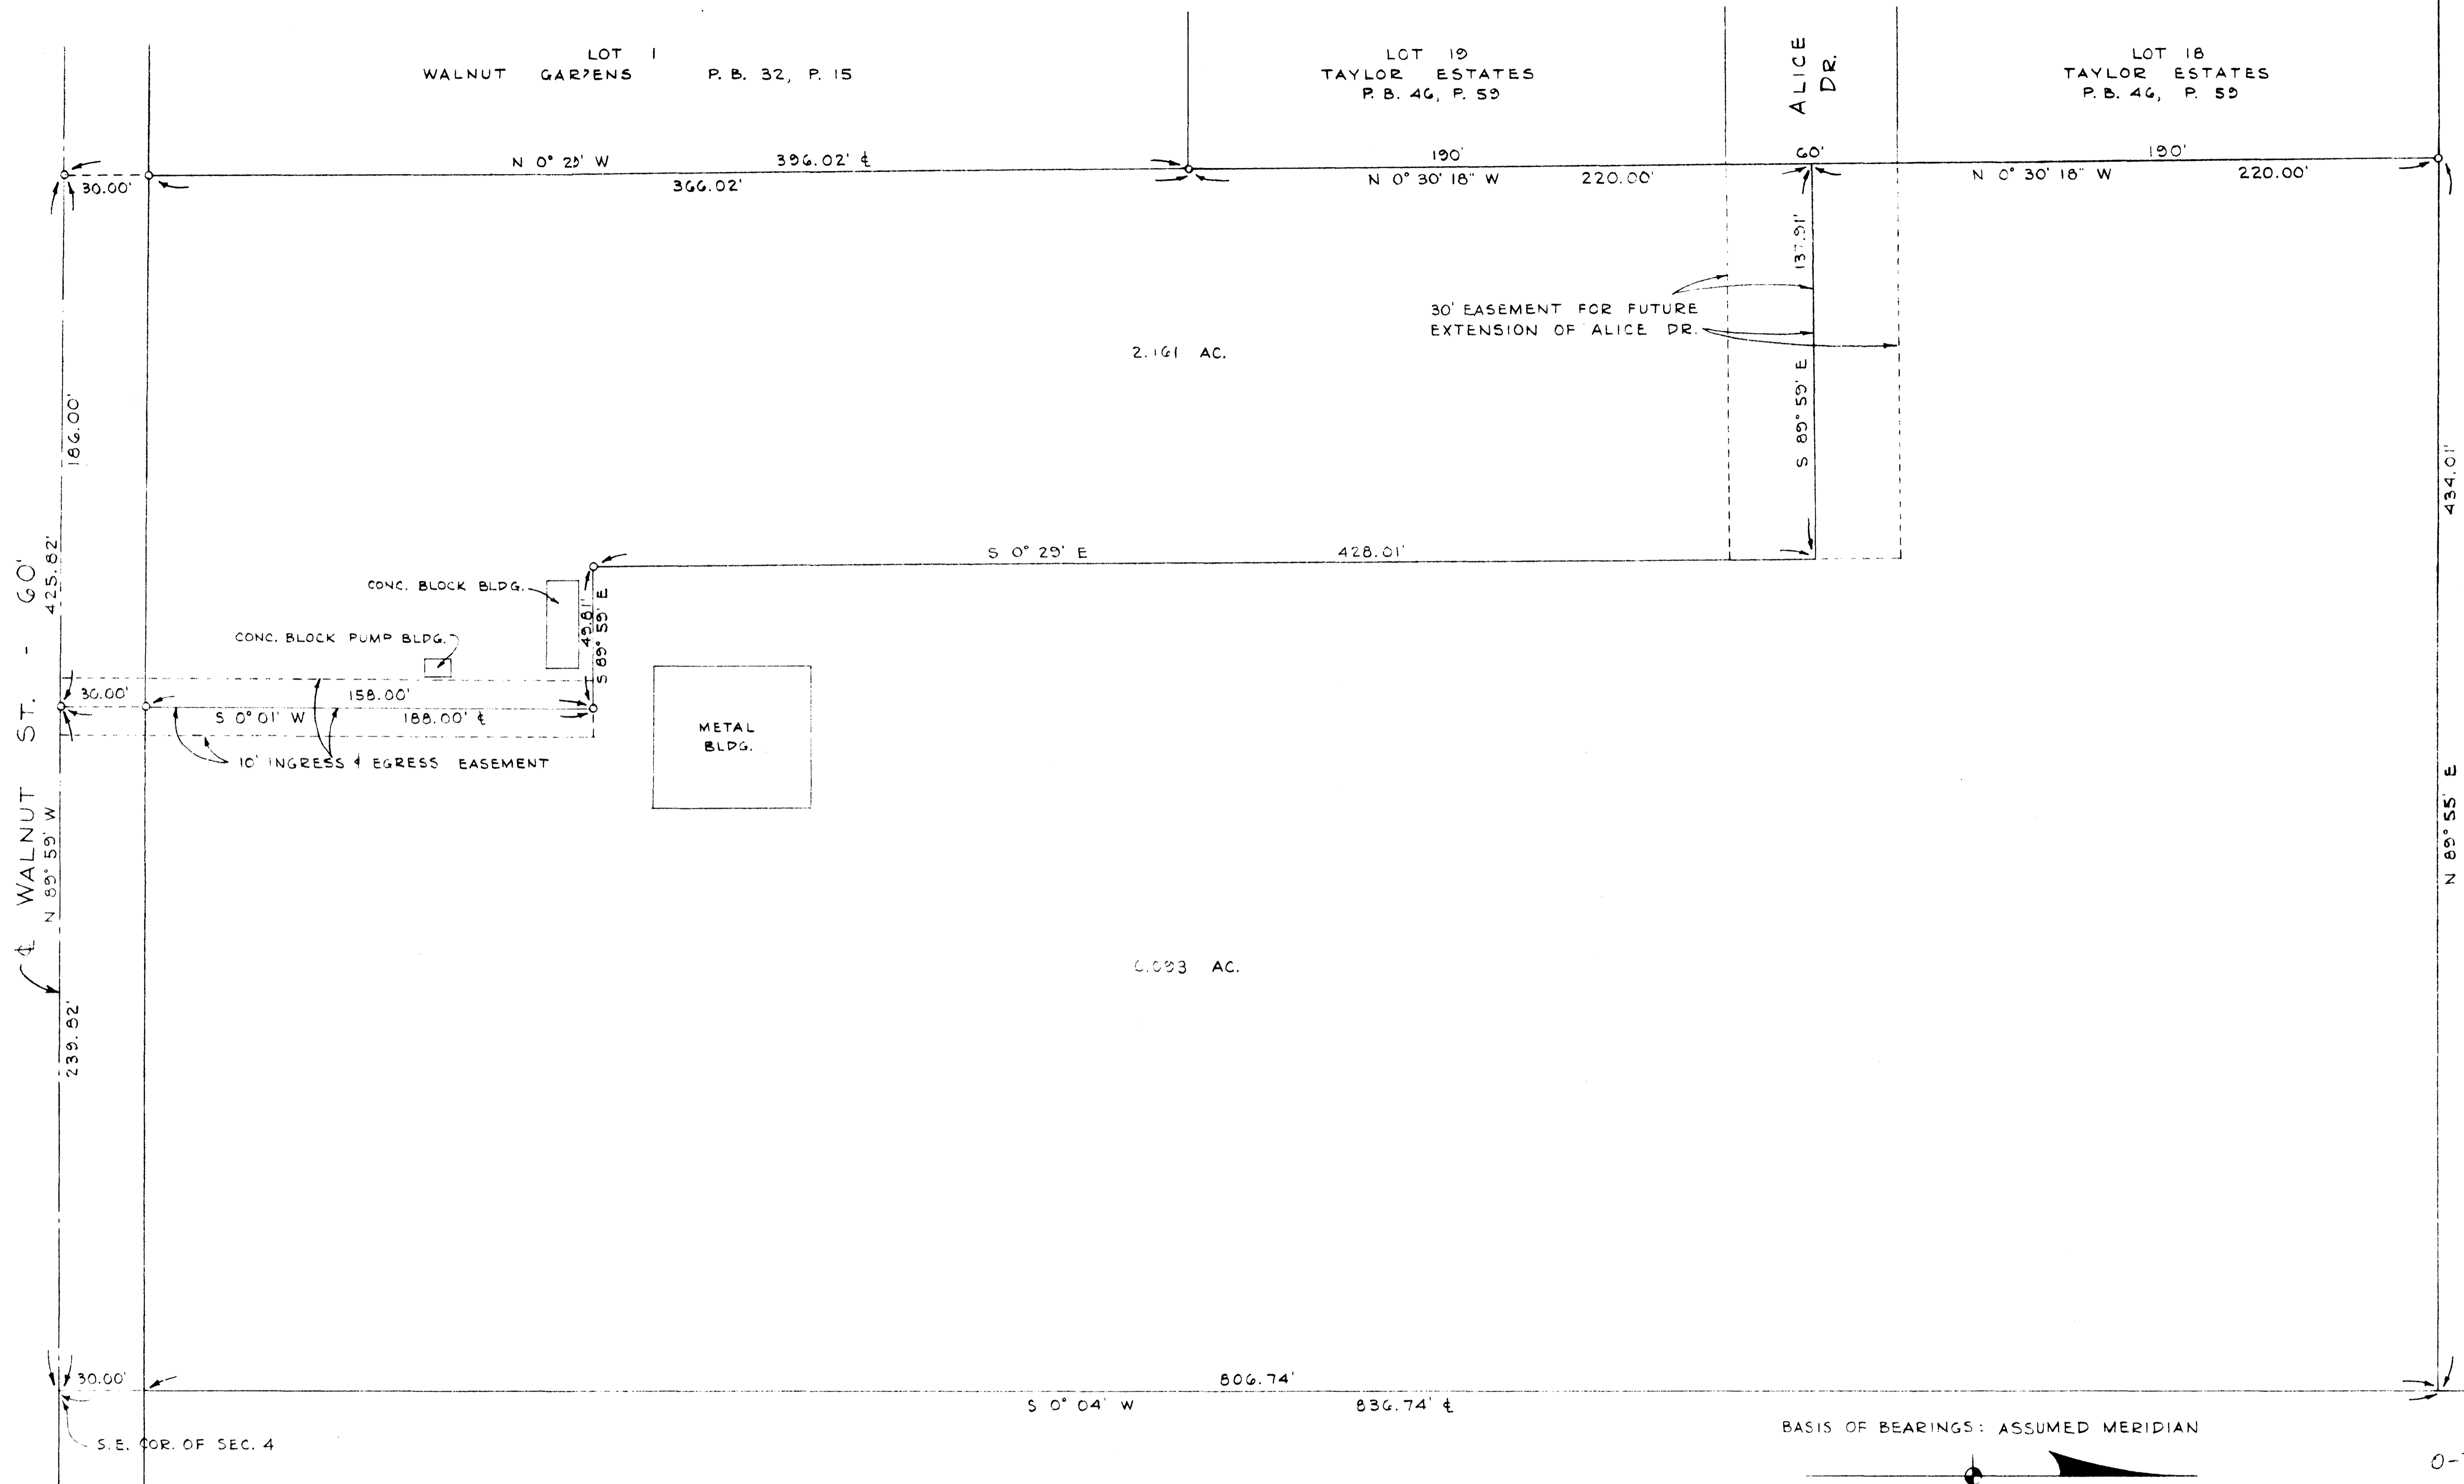 LOT 1
WALNUT GARDENS P. B. 32, P. 15
LOT 19
TAYLOR ESTATES
P. B. 46, P. 59
ALICE
DR.
LOT 18
TAYLOR ESTATES
P. B. 46, P. 59
N 0° 29' W 396.02' ℄
190'
60'
190'
30.00'
366.02'
N 0° 30' 18" W 220.00'
N 0° 30' 18" W 220.00'
137.91'
S 89° 59' E
30' EASEMENT FOR FUTURE
EXTENSION OF ALICE DR.
2.161 AC.
186.00'
434.01'
N 89° 55' E
S 0° 29' E 428.01'
CONC. BLOCK BLDG.
49.81'
S 89° 59' E
CONC. BLOCK PUMP BLDG.
30.00' 158.00'
S 0° 01' W 188.00' ℄
10' INGRESS & EGRESS EASEMENT
METAL
BLDG.
℄ WALNUT ST. - 60'
N 89° 59' W 425.82'
239.82'
AC.
30.00'
806.74'
S 0° 04' W 836.74' ℄
S.E. COR. OF SEC. 4
BASIS OF BEARINGS: ASSUMED MERIDIAN